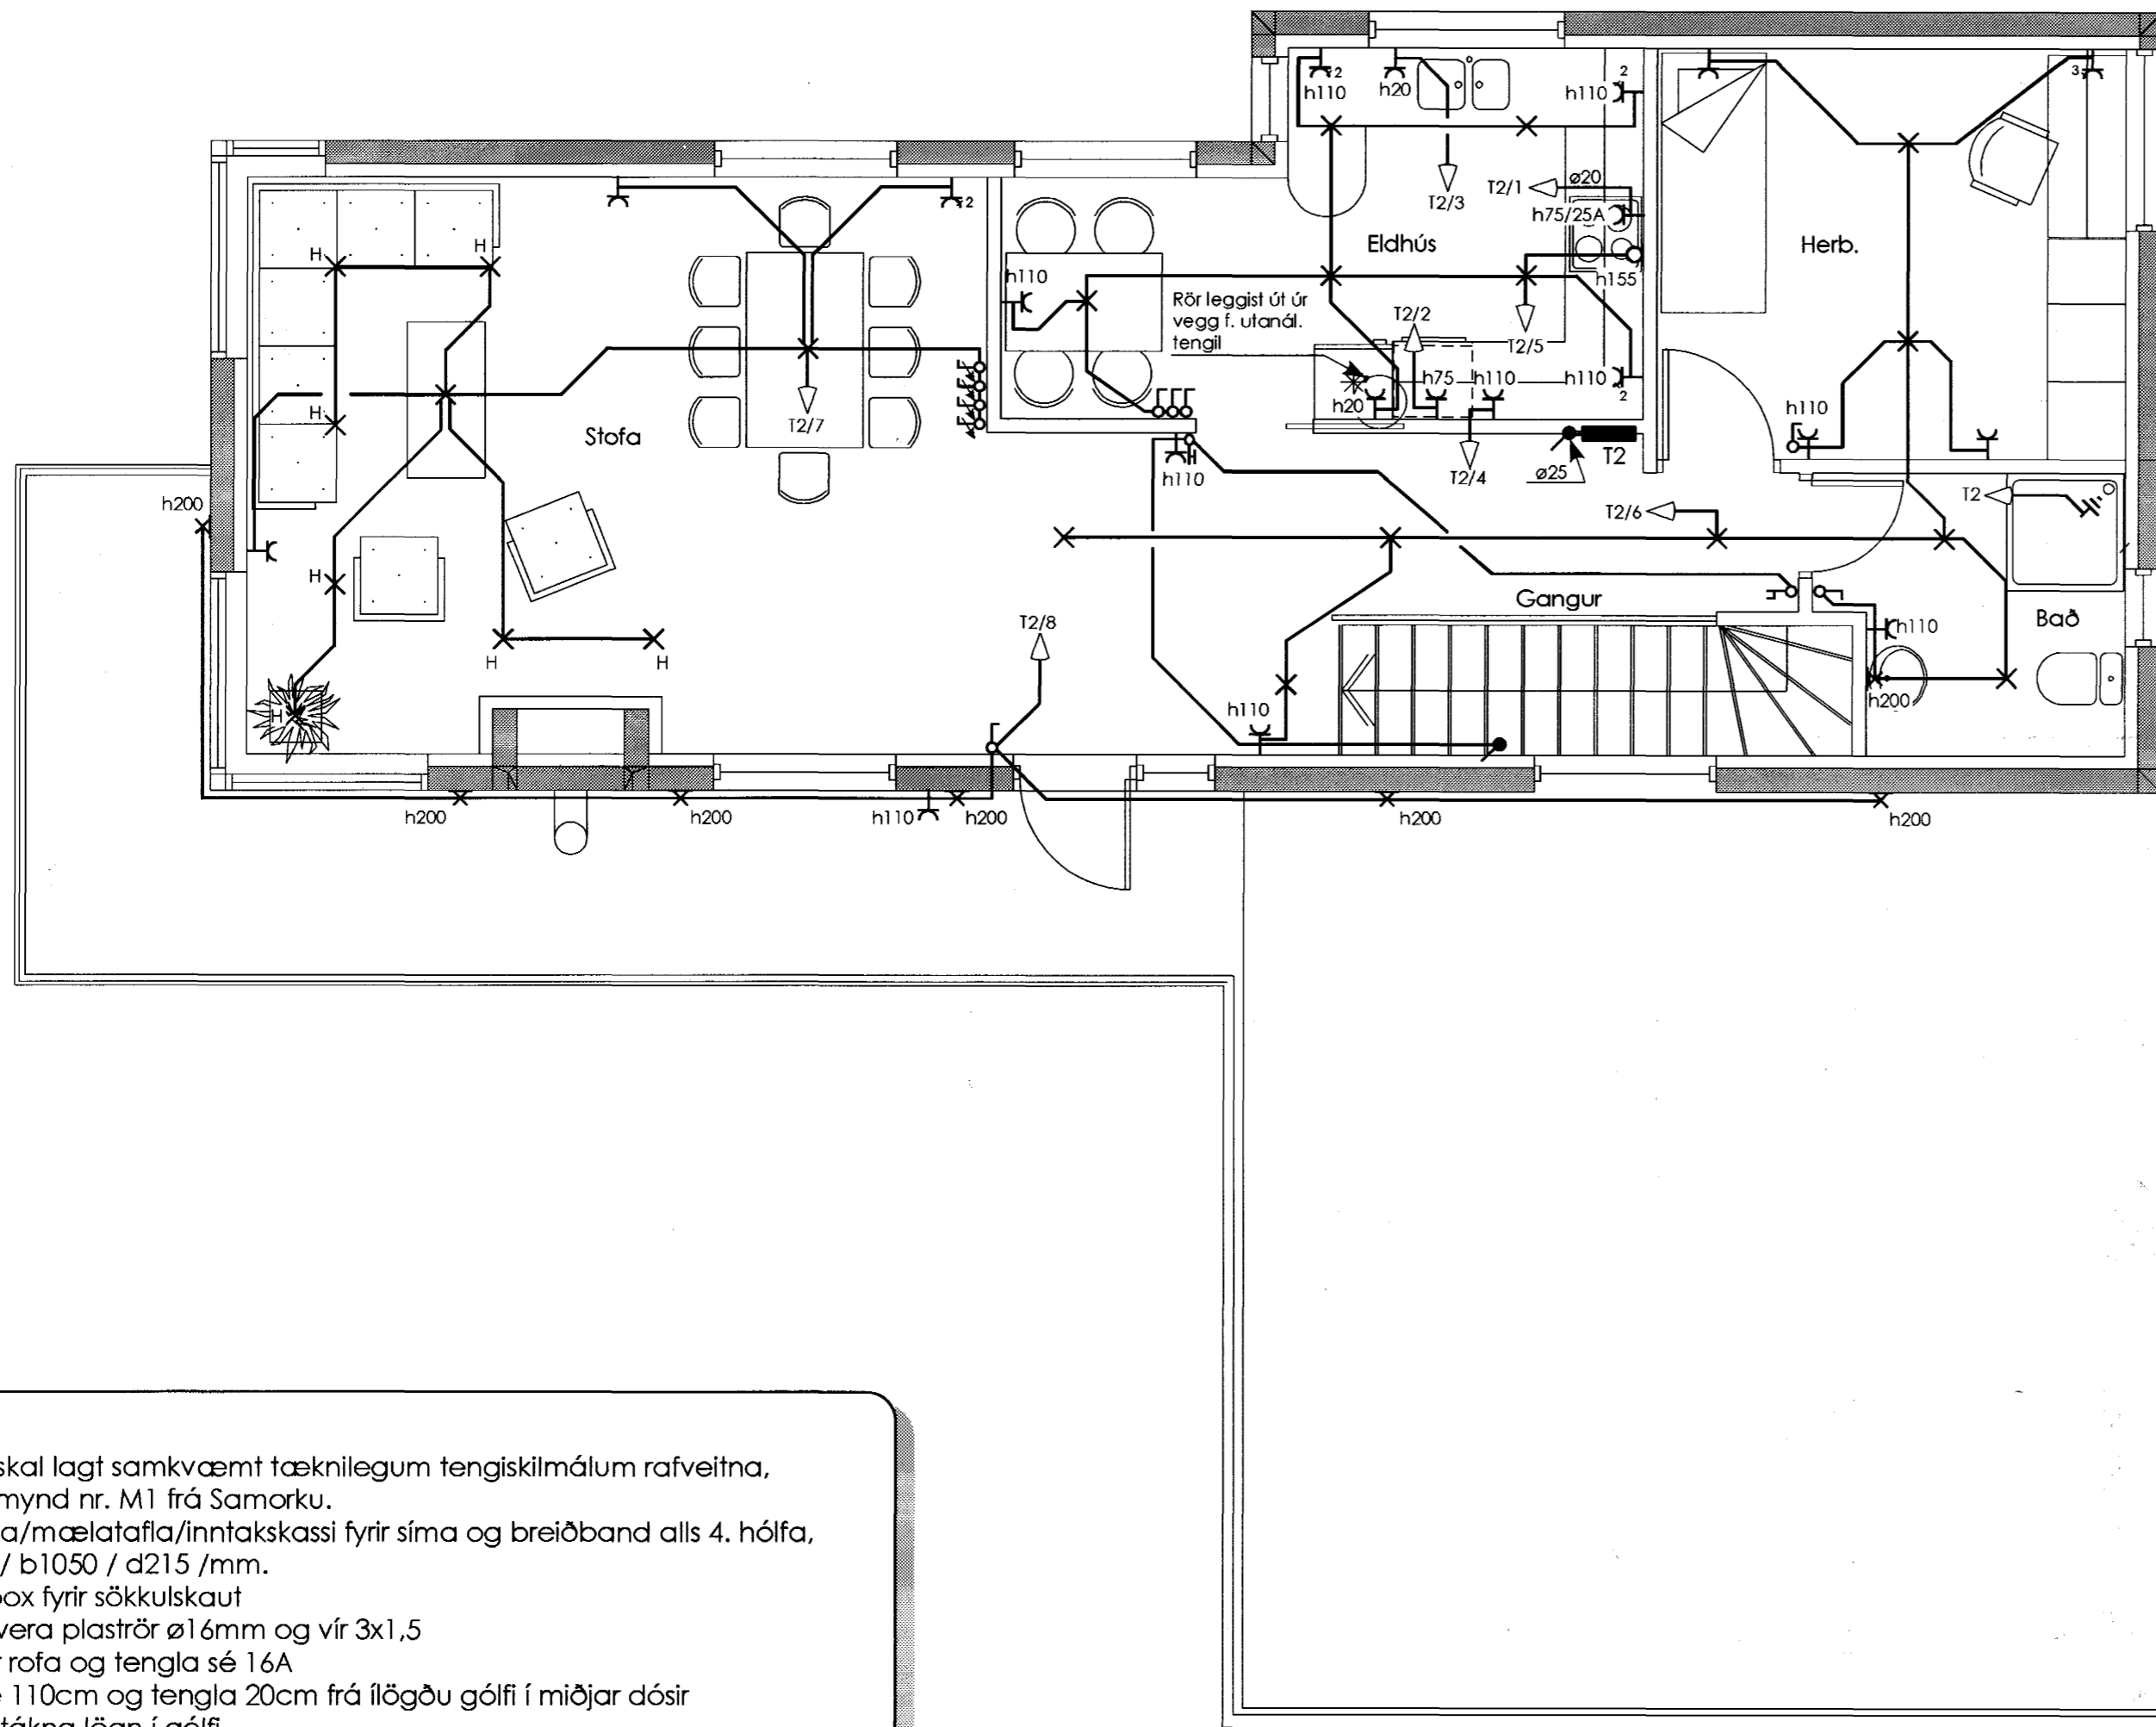 2
h110
h20
2
h110
3
T2/3
T2/1
ø20
h75/25A
Eldhús
Herb.
2
H
H
h110
h155
Rör leggist út úr
vegg f. utanál.
tengil
T2/2
T2/5
h75
h110
h110
2
h20
H
T2/7
Stofa
h110
T2
h110
T2/4
ø25
h200
T2/6
T2
H
Gangur
T2/8
h110
Bað
H
H
H
h110
h200
h200
h200
h110
h200
h200
h200
skal lagt samkvæmt tæknilegum tengiskilmálum rafveitna,
mynd nr. M1 frá Samorku.
a/mælatafla/inntakskassi fyrir síma og breiðband alls 4. hólfa,
/ b1050 / d215 /mm.
box fyrir sökkulskaut
vera plaströr ø16mm og vír 3x1,5
r rofa og tengla sé 16A
é 110cm og tengla 20cm frá ílögðu gólfi í miðjar dósir
tákna lögn í gólfi